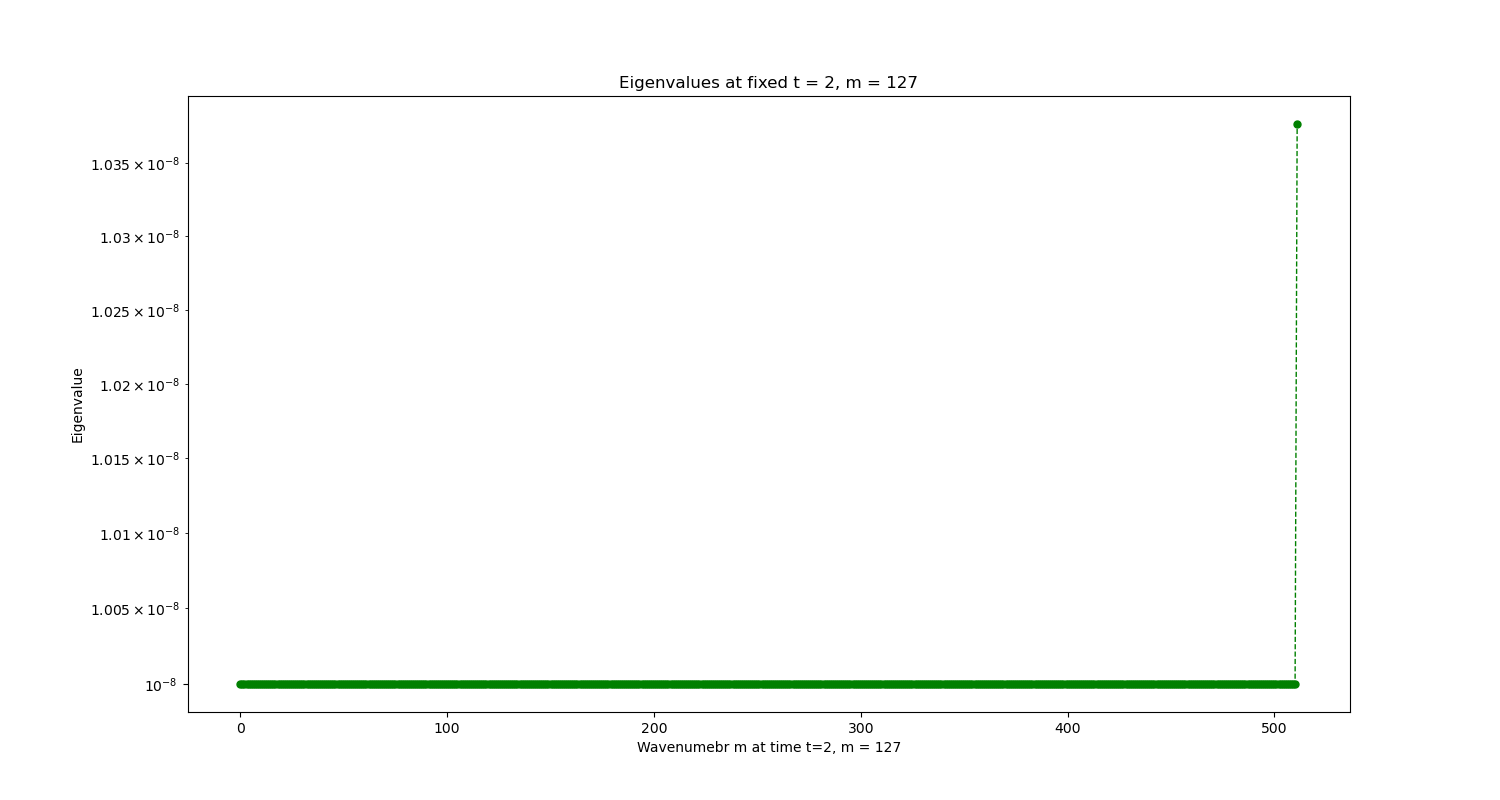 Eigenvalues at fixed t = 2, m = 127
Eigenvalue
1.035 × 10⁻⁸
1.03 × 10⁻⁸
1.025 × 10⁻⁸
1.02 × 10⁻⁸
1.015 × 10⁻⁸
1.01 × 10⁻⁸
1.005 × 10⁻⁸
10⁻⁸
0 100 200 300 400 500
Wavenumebr m at time t=2, m = 127